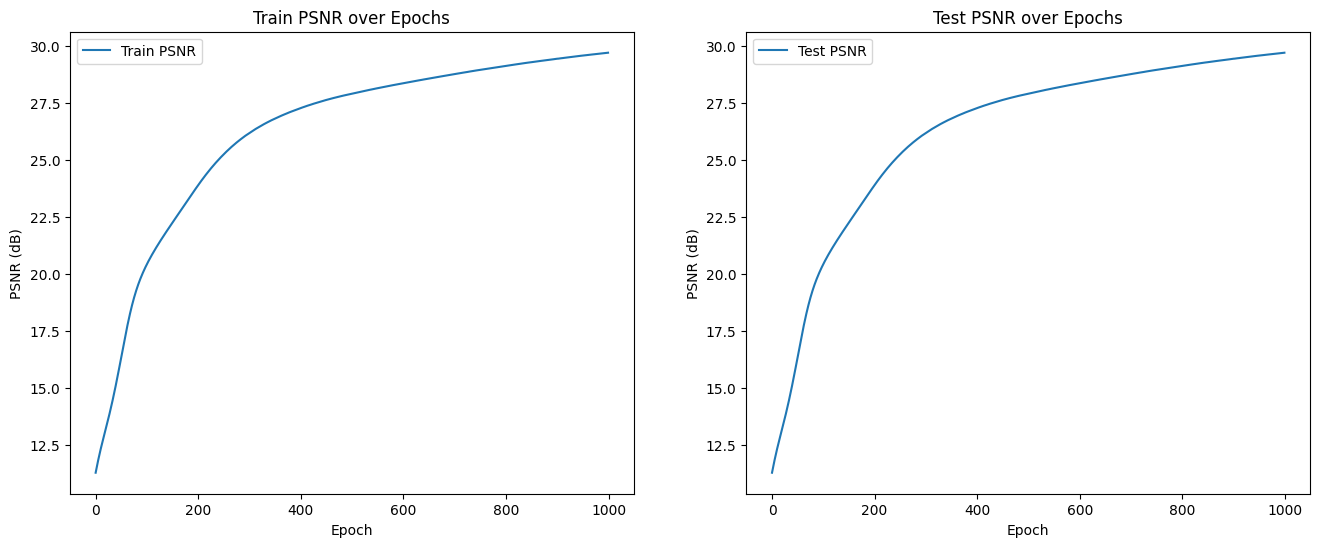 Train PSNR over Epochs
Train PSNR
30.0
27.5
25.0
22.5
20.0
17.5
15.0
12.5
PSNR (dB)
0 200 400 600 800 1000
Epoch
Test PSNR over Epochs
Test PSNR
30.0
27.5
25.0
22.5
20.0
17.5
15.0
12.5
PSNR (dB)
0 200 400 600 800 1000
Epoch